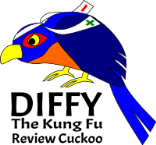 DIFFY
The Kung Fu
Review Cuckoo